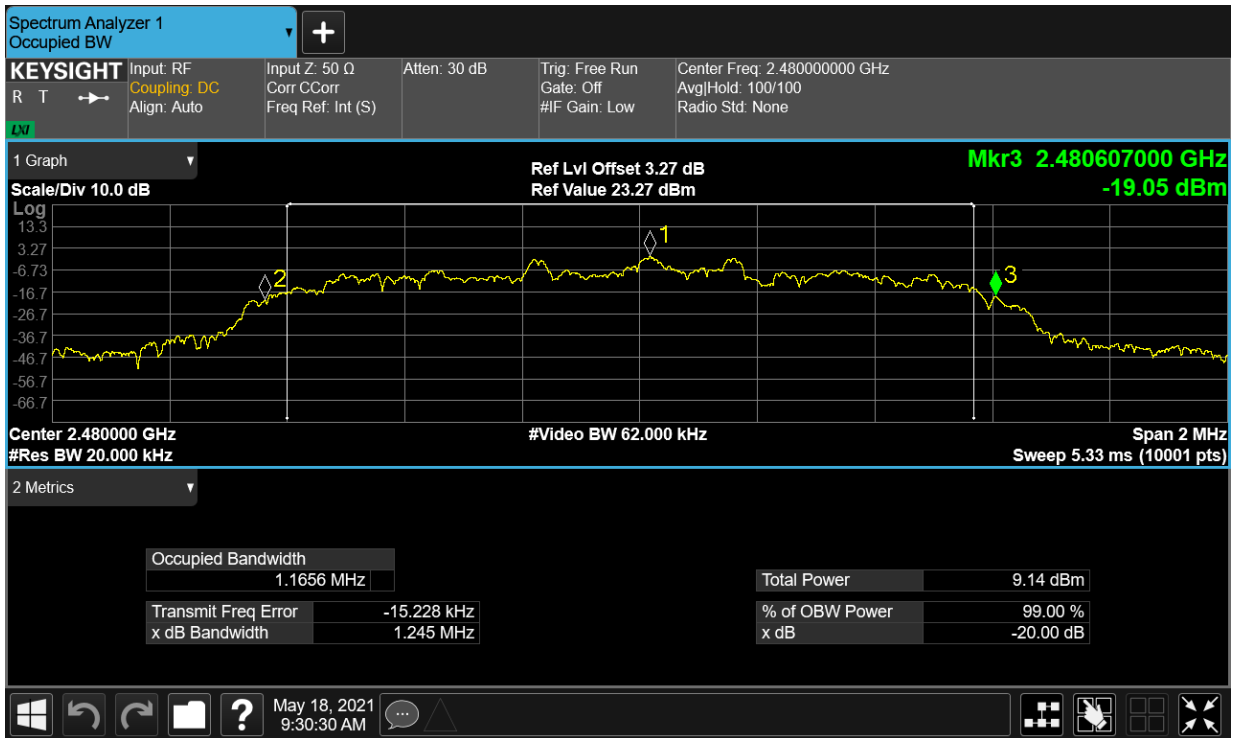 Spectrum Analyzer 1
Occupied BW
KEYSIGHT
R T
LXI
Input: RF
Coupling: DC
Align: Auto
Input Z: 50 Ω
Corr CCorr
Freq Ref: Int (S)
Atten: 30 dB
Trig: Free Run
Gate: Off
#IF Gain: Low
Center Freq: 2.480000000 GHz
Avg|Hold: 100/100
Radio Std: None
1 Graph
Scale/Div 10.0 dB
Ref Lvl Offset 3.27 dB
Ref Value 23.27 dBm
Mkr3 2.480607000 GHz
-19.05 dBm
Log
13.3
3.27
-6.73
-16.7
-26.7
-36.7
-46.7
-56.7
-66.7
1
2
3
Center 2.480000 GHz
#Video BW 62.000 kHz
Span 2 MHz
#Res BW 20.000 kHz
Sweep 5.33 ms (10001 pts)
2 Metrics
Occupied Bandwidth
1.1656 MHz
Transmit Freq Error -15.228 kHz
x dB Bandwidth 1.245 MHz
Total Power 9.14 dBm
% of OBW Power 99.00 %
x dB -20.00 dB
?
May 18, 2021
9:30:30 AM